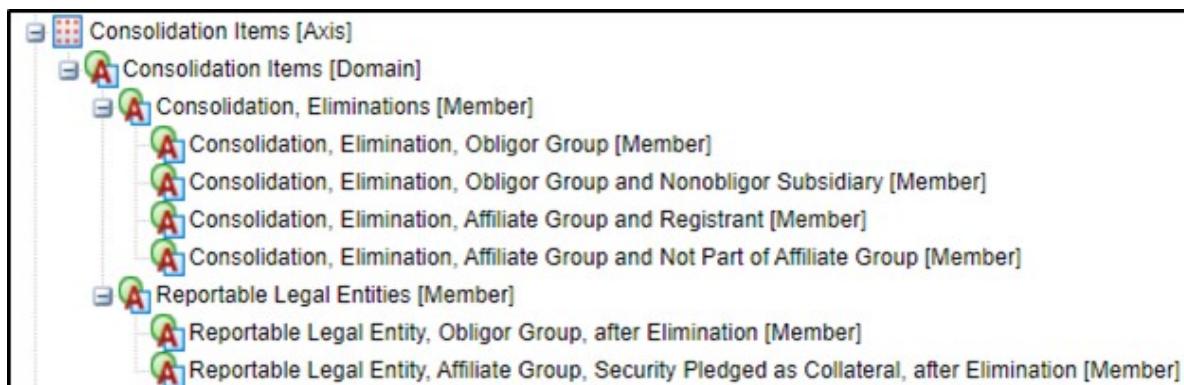 Consolidation Items [Axis]
Consolidation Items [Domain]
Consolidation, Eliminations [Member]
Consolidation, Elimination, Obligor Group [Member]
Consolidation, Elimination, Obligor Group and Nonobligor Subsidiary [Member]
Consolidation, Elimination, Affiliate Group and Registrant [Member]
Consolidation, Elimination, Affiliate Group and Not Part of Affiliate Group [Member]
Reportable Legal Entities [Member]
Reportable Legal Entity, Obligor Group, after Elimination [Member]
Reportable Legal Entity, Affiliate Group, Security Pledged as Collateral, after Elimination [Member]